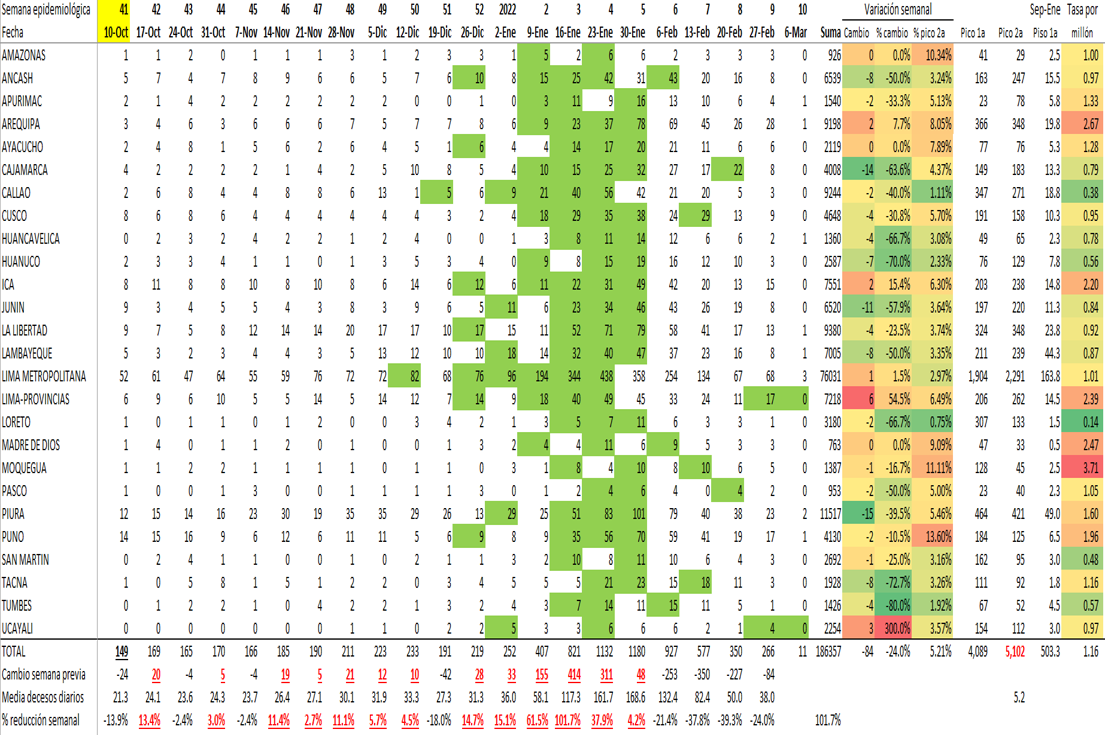 Semana epidemiológica 41 42 43 44 45 46 47 48 49 50 51 52 2022 2 3 4 5 6 7 8 9 10 Variación semanal Sep-Ene Tasa por
Fecha 10-Oct 17-Oct 24-Oct 31-Oct 7-Nov 14-Nov 21-Nov 28-Nov 5-Dic 12-Dic 19-Dic 26-Dic 2-Ene 9-Ene 16-Ene 23-Ene 30-Ene 6-Feb 13-Feb 20-Feb 27-Feb 6-Mar Suma Cambio % cambio % pico 2a Pico 1a Pico 2a Piso 1a millón
AMAZONAS 1 1 2 0 1 1 1 3 1 2 2 3 1 5 2 6 6 2 3 3 3 0 926 0 0.0% 10.34% 41 29 2.5 1.00
ANCASH 5 7 4 7 8 9 6 6 5 7 6 10 8 15 25 42 31 43 20 16 8 0 6539 -8 -50.0% 3.24% 163 247 15.5 0.97
APURIMAC 2 1 4 2 2 2 2 2 2 0 0 1 0 3 11 9 16 13 10 6 4 1 1540 -2 -33.3% 5.13% 23 78 5.8 1.33
AREQUIPA 3 4 6 3 6 6 6 7 5 7 7 8 6 9 23 37 78 69 45 26 28 1 9198 2 7.7% 8.05% 366 348 19.8 2.67
AYACUCHO 2 4 8 1 5 6 2 6 4 5 1 6 4 4 14 17 20 21 11 6 6 0 2119 0 0.0% 7.89% 77 76 5.3 1.28
CAJAMARCA 4 2 2 2 2 2 1 4 2 5 10 8 5 4 10 15 25 32 27 17 22 8 0 4008 -14 -63.6% 4.37% 149 183 13.3 0.79
CALLAO 2 6 8 4 4 8 8 6 13 1 5 6 9 21 40 56 42 21 20 5 3 0 9244 -2 -40.0% 1.11% 347 271 18.8 0.38
CUSCO 8 6 8 6 4 4 4 4 4 4 3 2 4 18 29 35 38 24 29 13 9 0 4648 -4 -30.8% 5.70% 191 158 10.3 0.95
HUANCAVELICA 0 2 3 2 4 2 2 1 2 4 0 0 1 3 8 11 14 12 6 6 2 1 1360 -4 -66.7% 3.08% 49 65 2.3 0.78
HUANUCO 2 3 3 4 1 1 0 1 3 5 3 4 0 9 8 15 19 16 12 10 3 0 2587 -7 -70.0% 2.33% 76 129 7.8 0.56
ICA 8 11 8 8 10 8 10 8 6 14 6 12 6 11 22 31 49 42 20 13 15 0 7551 2 15.4% 6.30% 203 238 14.8 2.20
JUNIN 9 3 4 5 5 4 3 8 3 9 6 5 11 6 23 34 46 43 26 19 8 0 6520 -11 -57.9% 3.64% 193 220 11.3 0.84
LA LIBERTAD 9 7 5 8 12 14 14 20 17 17 10 17 15 11 52 71 79 58 41 17 13 1 9380 -4 -23.5% 3.74% 324 348 23.8 0.92
LAMBAYEQUE 5 3 2 3 4 4 3 5 13 12 10 10 18 14 32 40 47 37 23 16 8 1 7005 -8 -50.0% 3.35% 211 239 44.3 0.87
LIMA METROPOLITANA 52 61 47 64 55 59 76 72 72 82 68 76 96 194 344 438 358 254 134 67 68 3 76031 1 1.5% 2.97% 1,904 2,291 163.8 1.01
LIMA-PROVINCIAS 6 9 6 10 5 5 14 5 14 12 7 14 9 18 40 49 45 33 24 11 17 0 7218 6 54.5% 6.49% 206 262 14.5 2.39
LORETO 1 0 1 1 0 1 2 0 0 3 4 2 1 3 5 7 11 6 3 3 1 0 3180 -2 -66.7% 0.75% 307 133 1.5 0.14
MADRE DE DIOS 1 4 0 1 1 2 0 0 0 0 1 3 2 4 4 11 6 9 5 3 3 0 763 0 0.0% 9.09% 47 33 0.5 2.47
MOQUEGUA 1 1 2 2 1 1 1 1 1 0 1 0 3 1 8 4 10 8 10 6 5 0 1387 -1 -16.7% 11.11% 128 45 2.5 3.71
PASCO 1 0 0 1 3 0 0 1 1 1 1 3 0 1 2 4 6 4 0 4 2 0 953 -2 -50.0% 5.00% 23 40 2.3 1.05
PIURA 12 15 14 16 23 30 19 35 35 29 26 13 29 25 51 83 101 79 40 38 23 2 11517 -15 -39.5% 5.46% 464 421 49.0 1.60
PUNO 14 15 16 9 6 12 6 11 11 5 6 9 8 9 35 56 70 59 41 19 17 1 4130 -2 -10.5% 13.60% 184 125 6.5 1.96
SAN MARTIN 0 2 4 1 1 0 0 1 0 2 1 1 3 2 10 8 11 10 6 4 3 0 2692 -1 -25.0% 3.16% 162 95 3.0 0.48
TACNA 1 0 5 8 1 5 1 2 2 0 3 4 5 5 5 21 23 15 18 11 3 0 1928 -8 -72.7% 3.26% 111 92 1.8 1.16
TUMBES 0 1 2 2 1 0 4 2 2 1 3 2 4 3 7 14 11 15 11 5 1 0 1426 -4 -80.0% 1.92% 67 52 4.5 0.57
UCAYALI 0 0 0 0 0 0 0 0 1 1 0 2 2 5 3 3 6 6 6 2 1 4 0 2254 3 300.0% 3.57% 154 112 3.0 0.97
TOTAL 149 169 165 170 166 185 190 211 223 233 191 219 252 407 821 1132 1180 927 577 350 266 11 186357 -84 -24.0% 5.21% 4,089 5,102 503.3 1.16
Cambio semana previa -24 20 -4 5 -4 19 5 21 12 10 -42 28 33 155 414 311 48 -253 -350 -227 -84
Media decesos diarios 21.3 24.1 23.6 24.3 23.7 26.4 27.1 30.1 31.9 33.3 27.3 31.3 36.0 58.1 117.3 161.7 168.6 132.4 82.4 50.0 38.0 5.2
% reducción semanal -13.9% 13.4% -2.4% 3.0% -2.4% 11.4% 2.7% 11.1% 5.7% 4.5% -18.0% 14.7% 15.1% 61.5% 101.7% 37.9% 4.2% -21.4% -37.8% -39.3% -24.0% 101.7%